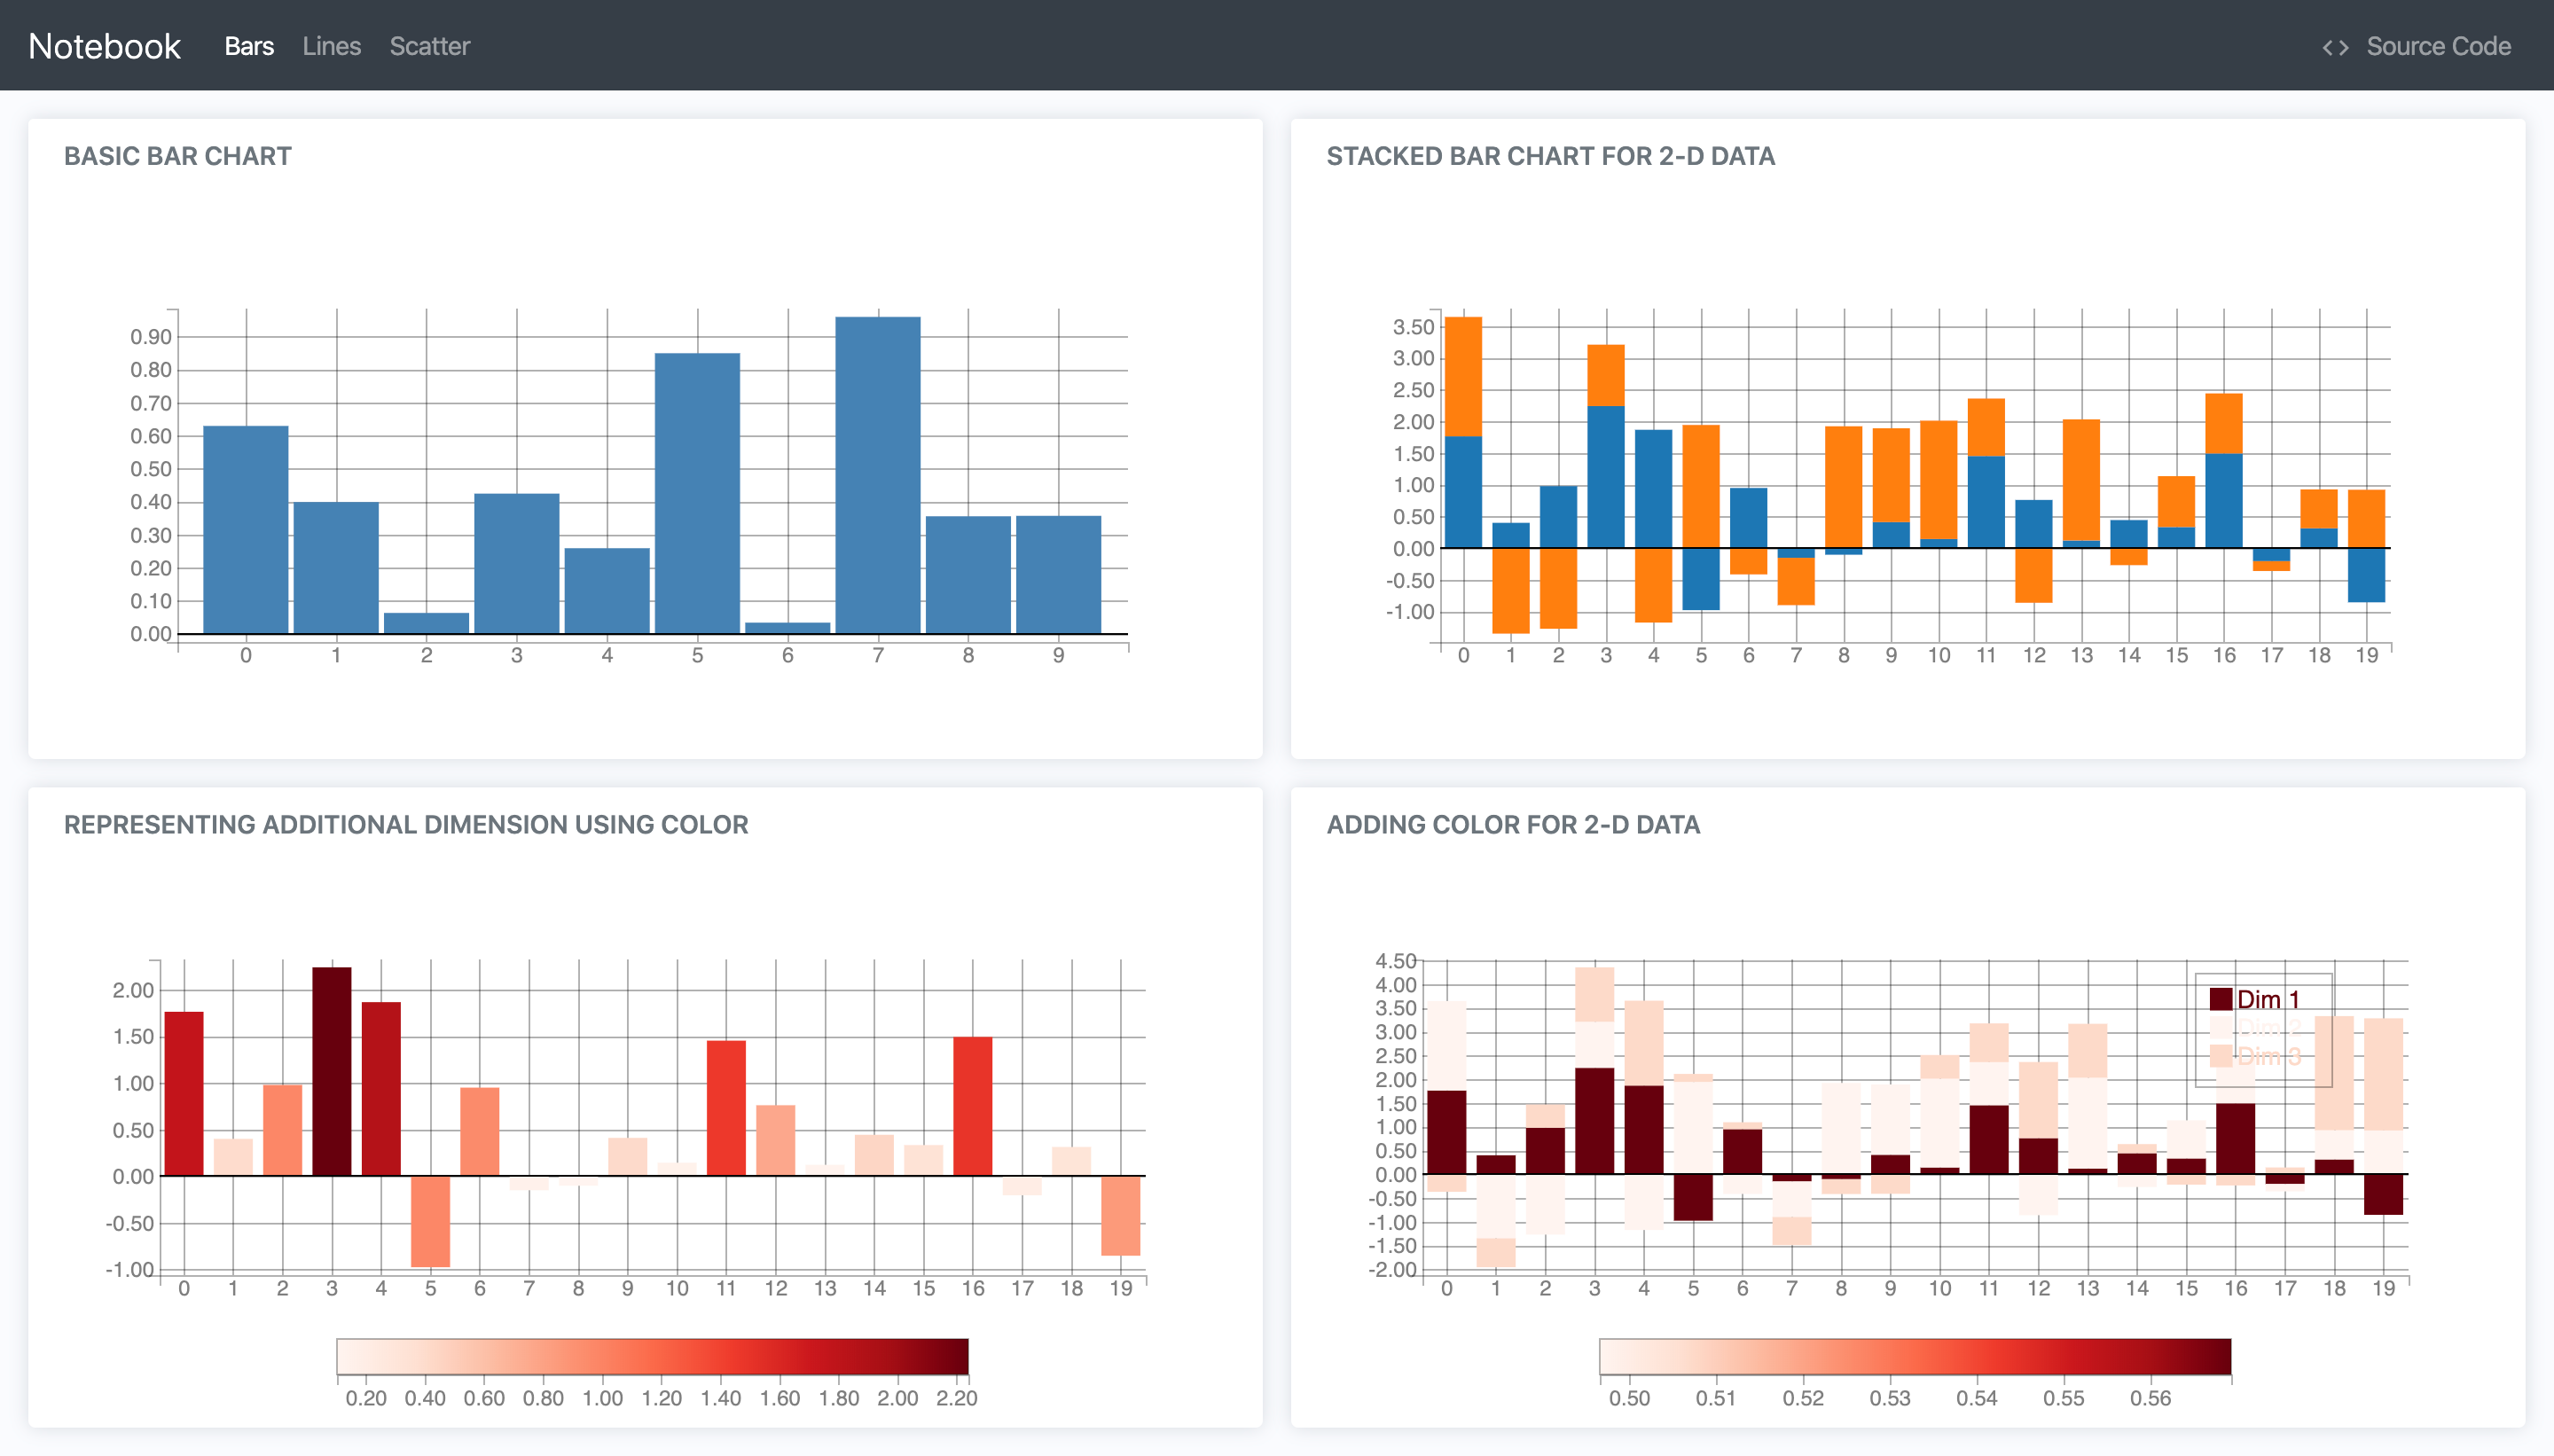 Notebook Bars Lines Scatter <> Source Code
BASIC BAR CHART
0.90
0.80
0.70
0.60
0.50
0.40
0.30
0.20
0.10
0.00
0 1 2 3 4 5 6 7 8 9
STACKED BAR CHART FOR 2-D DATA
3.50
3.00
2.50
2.00
1.50
1.00
0.50
0.00
-0.50
-1.00
0 1 2 3 4 5 6 7 8 9 10 11 12 13 14 15 16 17 18 19
REPRESENTING ADDITIONAL DIMENSION USING COLOR
2.00
1.50
1.00
0.50
0.00
-0.50
-1.00
0 1 2 3 4 5 6 7 8 9 10 11 12 13 14 15 16 17 18 19
0.20 0.40 0.60 0.80 1.00 1.20 1.40 1.60 1.80 2.00 2.20
ADDING COLOR FOR 2-D DATA
4.50
4.00
3.50
3.00
2.50
2.00
1.50
1.00
0.50
0.00
-0.50
-1.00
-1.50
-2.00
Dim 1
Dim 2
Dim 3
0 1 2 3 4 5 6 7 8 9 10 11 12 13 14 15 16 17 18 19
0.50 0.51 0.52 0.53 0.54 0.55 0.56